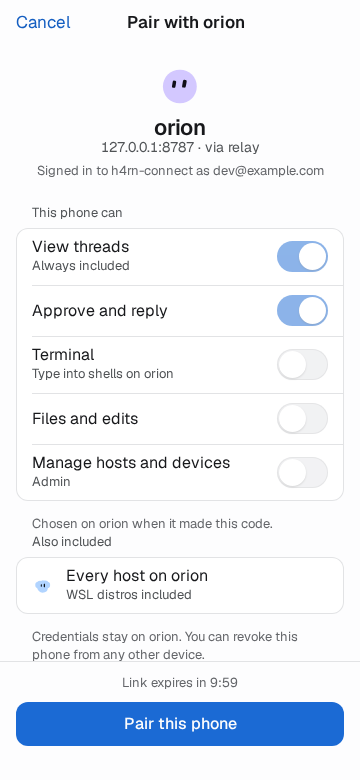 Cancel
Pair with orion
orion
127.0.0.1:8787 · via relay
Signed in to h4rn-connect as dev@example.com
This phone can
View threads
Always included
Approve and reply
Terminal
Type into shells on orion
Files and edits
Manage hosts and devices
Admin
Chosen on orion when it made this code.
Also included
Every host on orion
WSL distros included
Credentials stay on orion. You can revoke this
phone from any other device.
Link expires in 9:59
Pair this phone